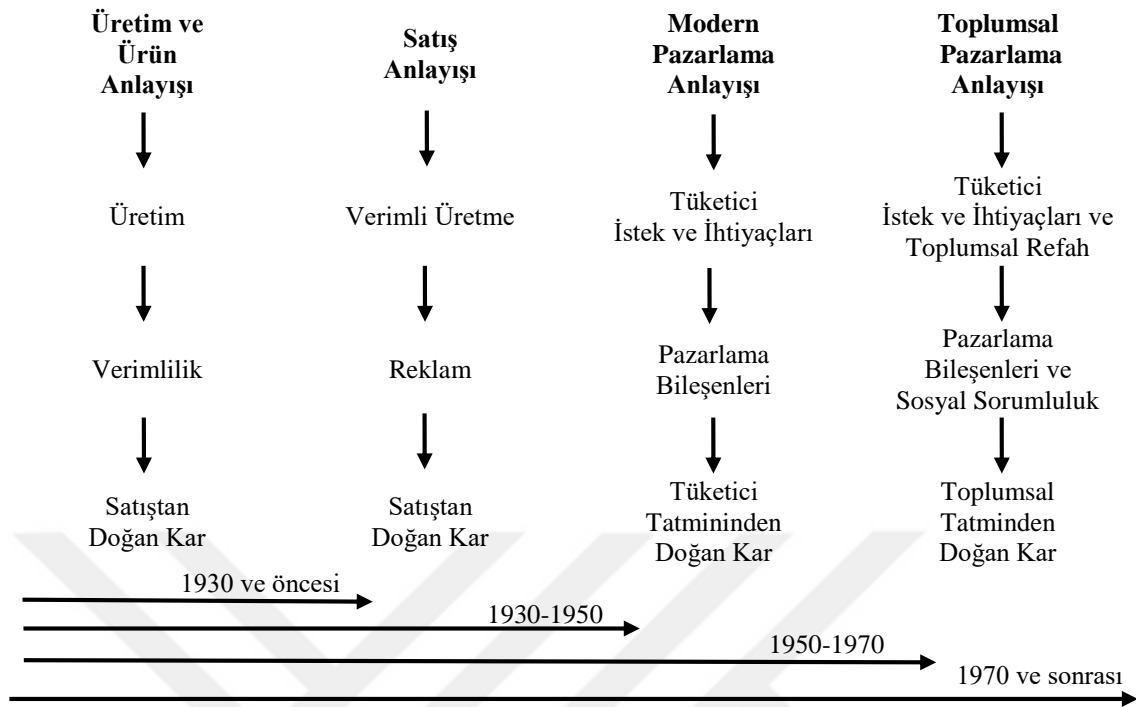 Üretim ve
Ürün
Anlayışı
Satış
Anlayışı
Modern
Pazarlama
Anlayışı
Toplumsal
Pazarlama
Anlayışı
Üretim
Verimli Üretme
Tüketici
İstek ve İhtiyaçları
Tüketici
İstek ve İhtiyaçları ve
Toplumsal Refah
Verimlilik
Reklam
Pazarlama
Bileşenleri
Pazarlama
Bileşenleri ve
Sosyal Sorumluluk
Satıştan
Doğan Kar
Satıştan
Doğan Kar
Tüketici
Tatmininden
Doğan Kar
Toplumsal
Tatminden
Doğan Kar
1930 ve öncesi
1930-1950
1950-1970
1970 ve sonrası